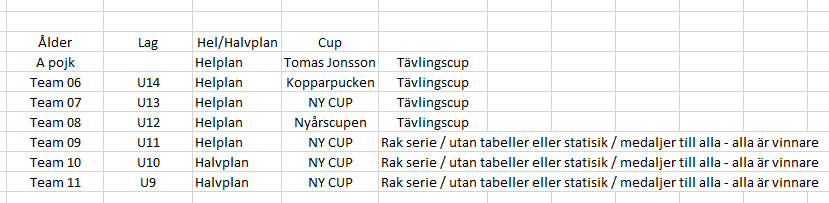 Ålder Lag Hel/Halvplan Cup
A pojk Helplan Tomas Jonsson Tävlingscup
Team 06 U14 Helplan Kopparpucken Tävlingscup
Team 07 U13 Helplan NY CUP Tävlingscup
Team 08 U12 Helplan Nyårscupen Tävlingscup
Team 09 U11 Helplan NY CUP Rak serie / utan tabeller eller statisik / medaljer till alla - alla är vinnare
Team 10 U10 Halvplan NY CUP Rak serie / utan tabeller eller statisik / medaljer till alla - alla är vinnare
Team 11 U9 Halvplan NY CUP Rak serie / utan tabeller eller statisik / medaljer till alla - alla är vinnare